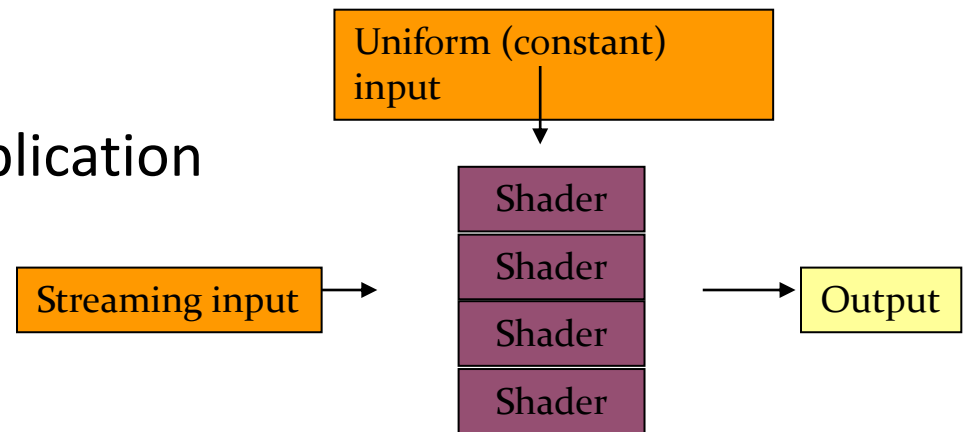 Uniform (constant)
input
plication
Shader
Shader
Streaming input
Output
Shader
Shader